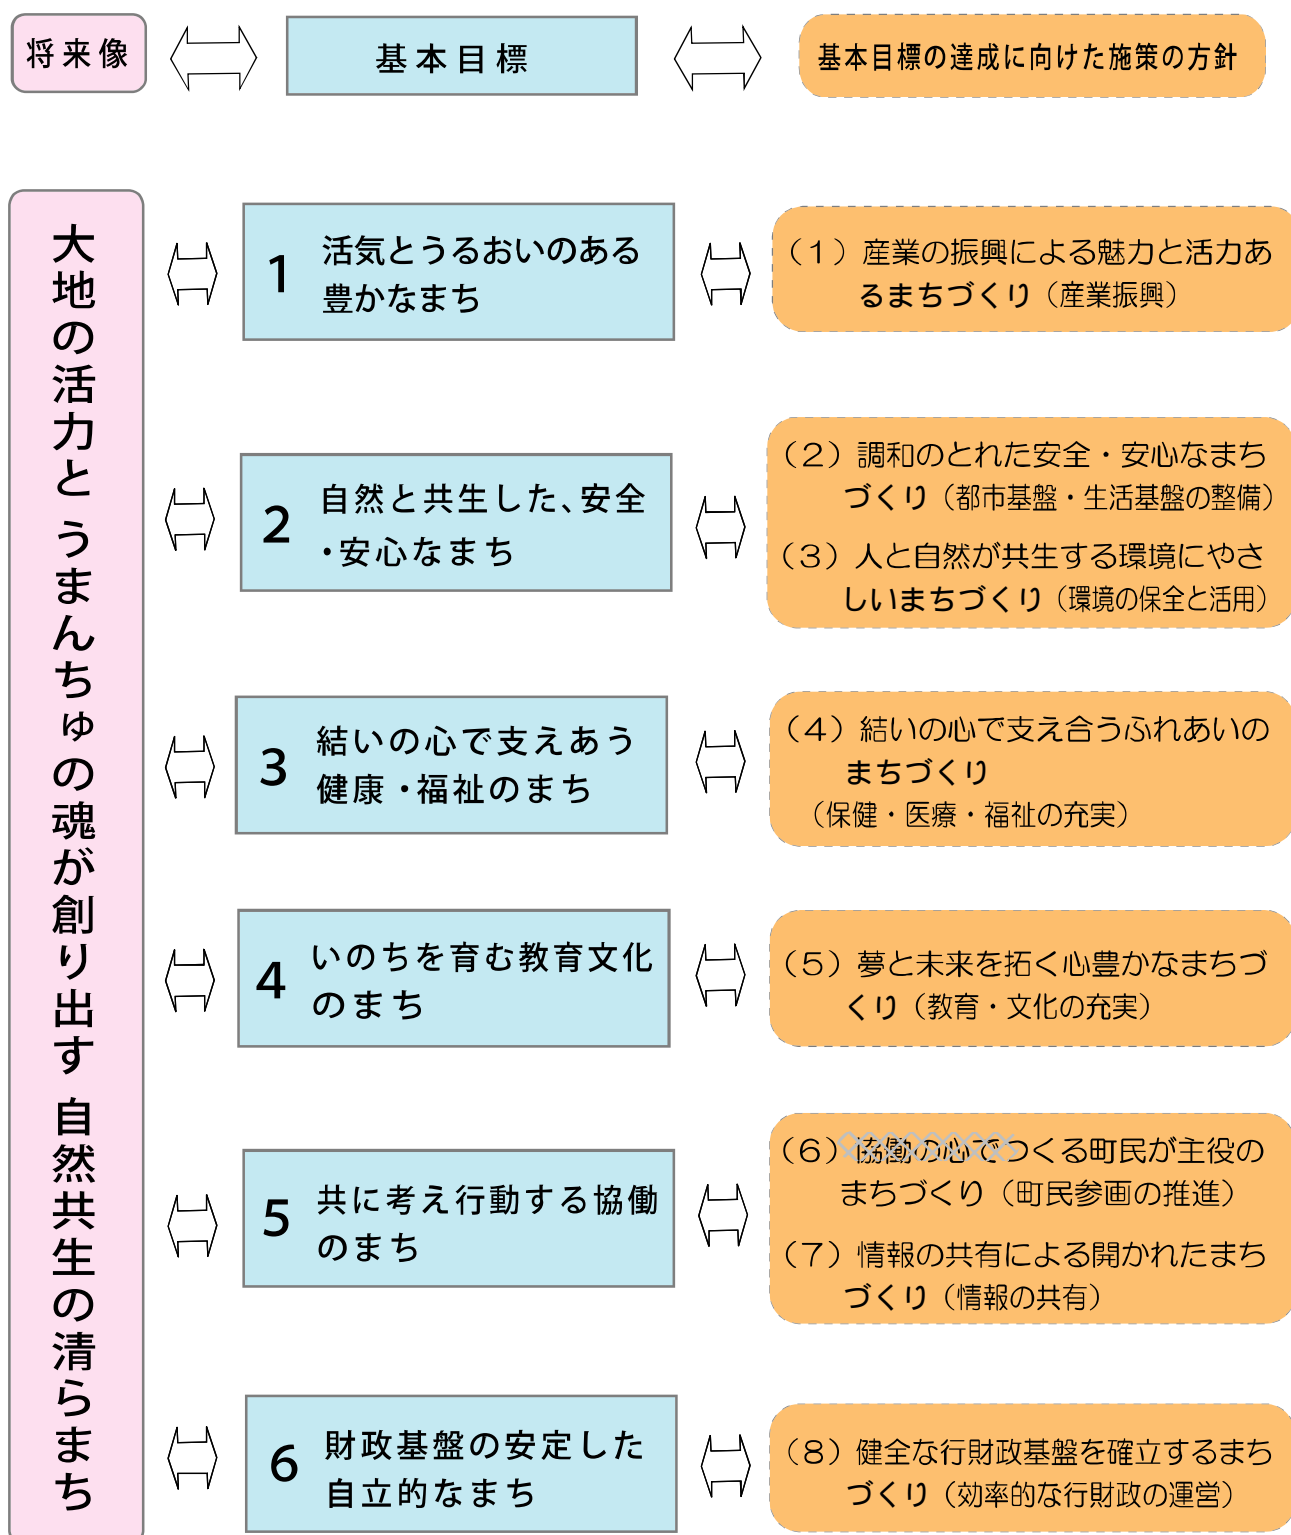 将来像
基本目標
基本目標の達成に向けた施策の方針
大地の活力と うまんちゅの魂が創り出す 自然共生の清らまち
1 活気とうるおいのある
豊かなまち
（1）産業の振興による魅力と活力あ
るまちづくり（産業振興）
2 自然と共生した、安全
・安心なまち
（2）調和のとれた安全・安心なまち
づくり（都市基盤・生活基盤の整備）
（3）人と自然が共生する環境にやさ
しいまちづくり（環境の保全と活用）
3 結いの心で支えあう
健康・福祉のまち
（4）結いの心で支え合うふれあいの
まちづくり
（保健・医療・福祉の充実）
4 いのちを育む教育文化
のまち
（5）夢と未来を拓く心豊かなまちづ
くり（教育・文化の充実）
5 共に考え行動する協働
のまち
（6）協働の心でつくる町民が主役の
まちづくり（町民参画の推進）
（7）情報の共有による開かれたまち
づくり（情報の共有）
6 財政基盤の安定した
自立的なまち
（8）健全な行財政基盤を確立するまち
づくり（効率的な行財政の運営）